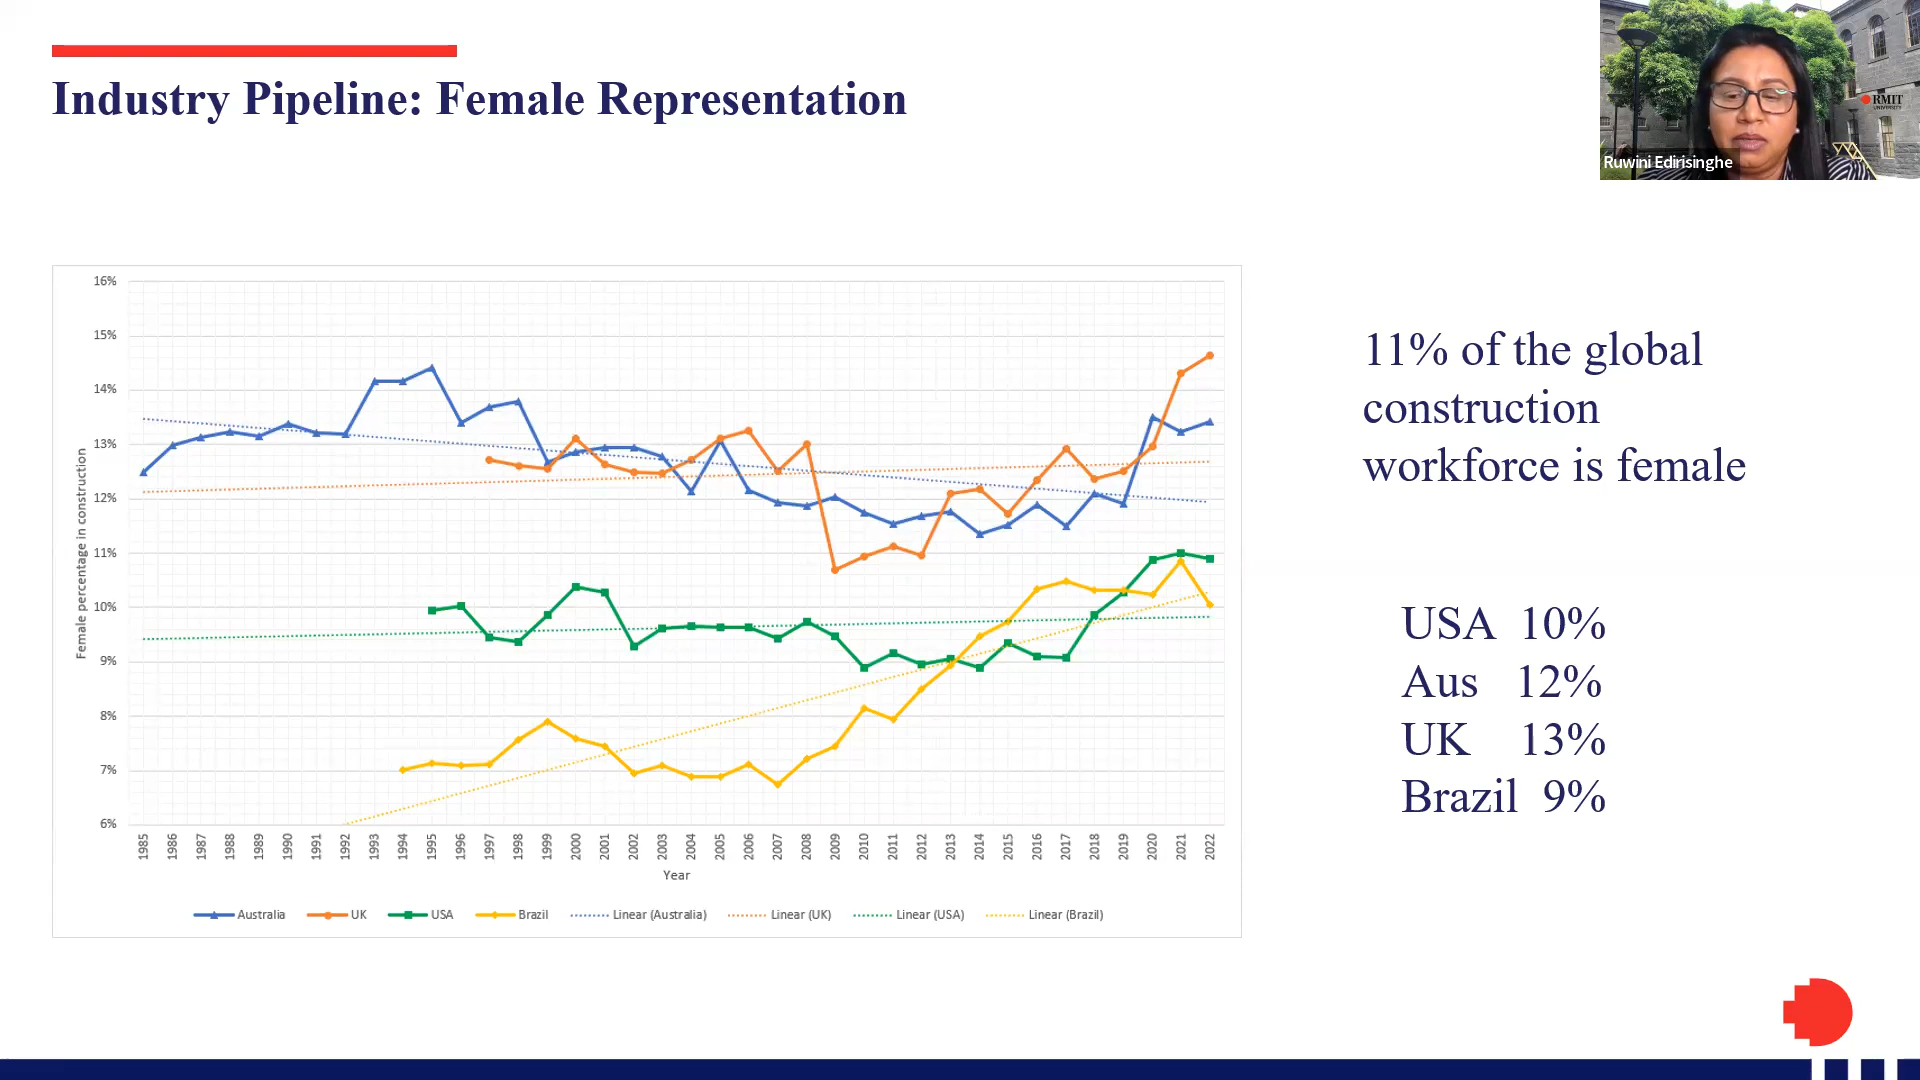 Industry Pipeline: Female Representation
RMIT
UNIVERSITY
Ruwini Edirisinghe
16%
15%
14%
13%
12%
11%
10%
9%
8%
7%
6%
Female percentage in construction
1985 1986 1987 1988 1989 1990 1991 1992 1993 1994 1995 1996 1997 1998 1999 2000 2001 2002 2003 2004 2005 2006 2007 2008 2009 2010 2011 2012 2013 2014 2015 2016 2017 2018 2019 2020 2021 2022
Year
Australia UK USA Brazil Linear (Australia) Linear (UK) Linear (USA) Linear (Brazil)
11% of the global
construction
workforce is female
USA 10%
Aus 12%
UK 13%
Brazil 9%